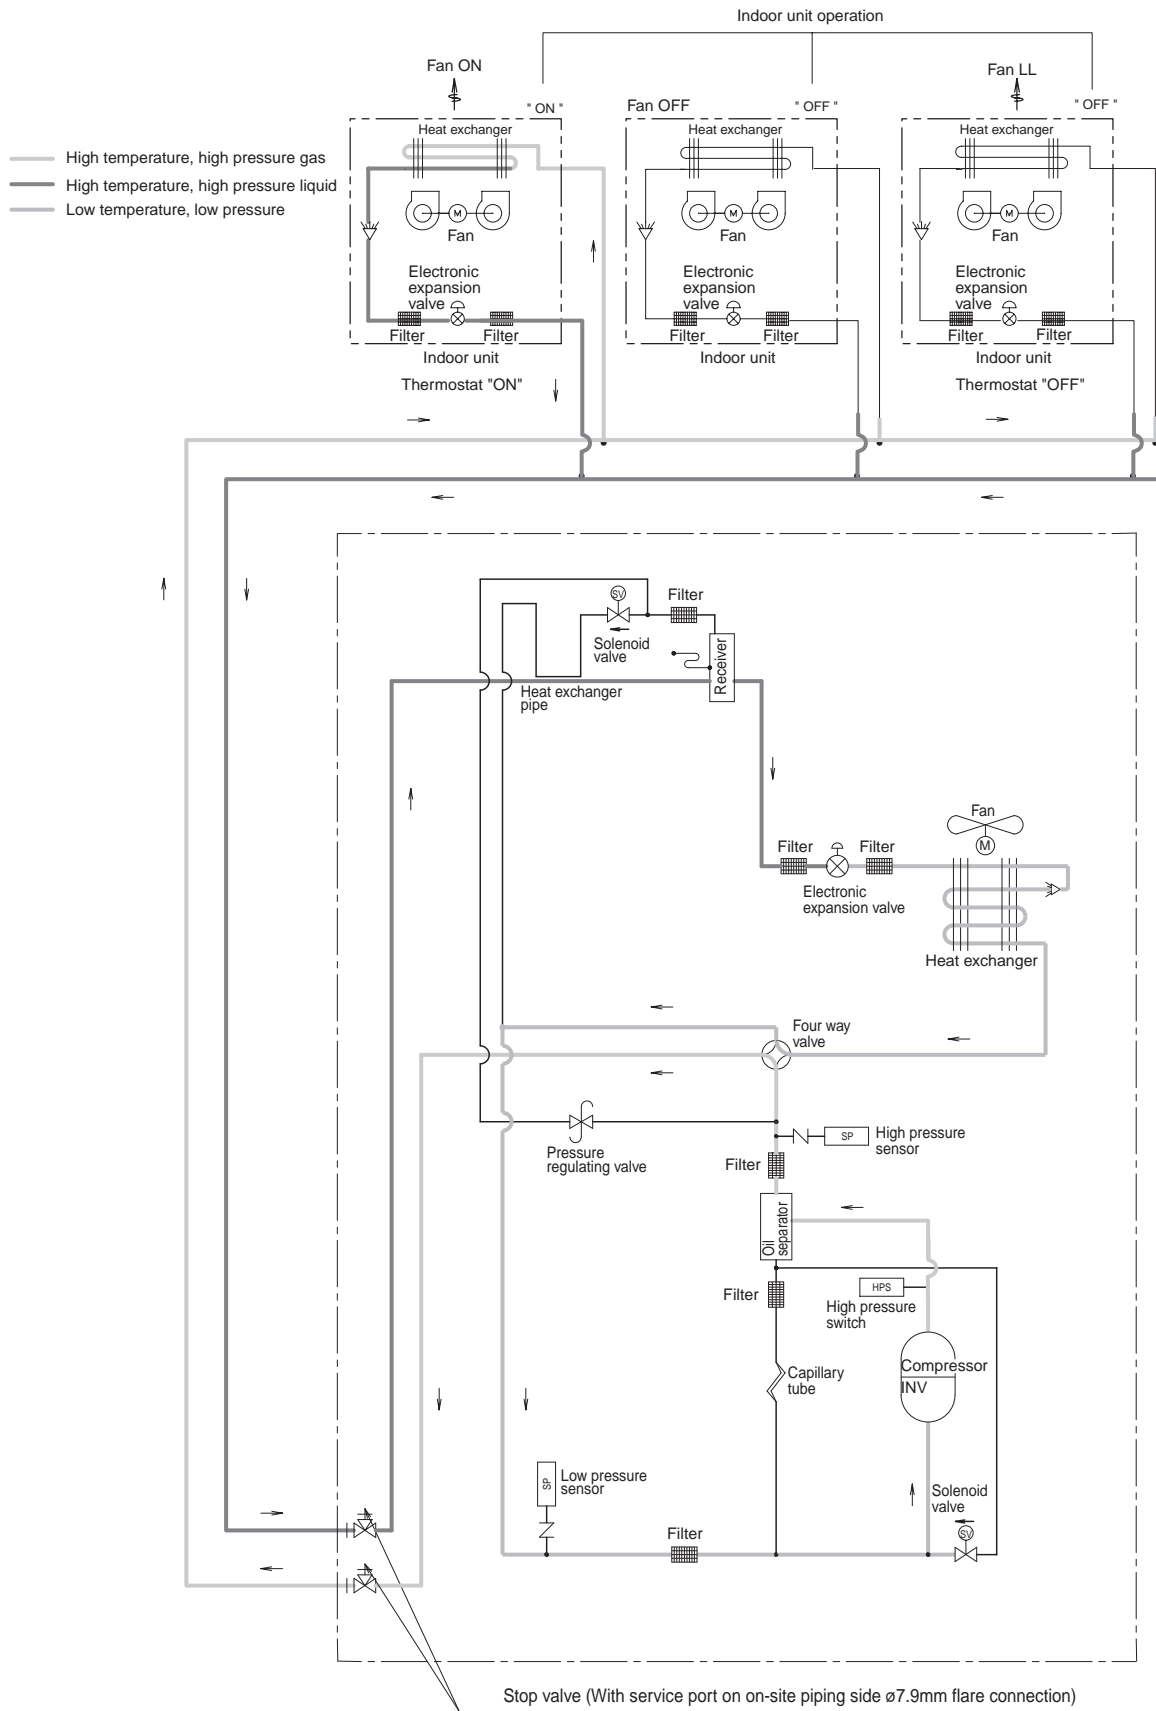 Indoor unit operation
Fan ON
" ON "
Fan OFF
" OFF "
Fan LL
" OFF "
High temperature, high pressure gas
High temperature, high pressure liquid
Low temperature, low pressure
Heat exchanger
M
Fan
Electronic
expansion
valve
Filter
Filter
Indoor unit
Thermostat "ON"
Heat exchanger
M
Fan
Electronic
expansion
valve
Filter
Filter
Indoor unit
Heat exchanger
M
Fan
Electronic
expansion
valve
Filter
Filter
Indoor unit
Thermostat "OFF"
SV
Filter
Solenoid
valve
Receiver
Heat exchanger
pipe
Fan
M
Filter
Filter
Electronic
expansion valve
Heat exchanger
Four way
valve
Pressure
regulating valve
SP
High pressure
sensor
Filter
Oil
separator
Filter
HPS
High pressure
switch
Capillary
tube
Compressor
INV
SP
Low pressure
sensor
Filter
Solenoid
valve
SV
Stop valve (With service port on on-site piping side ø7.9mm flare connection)